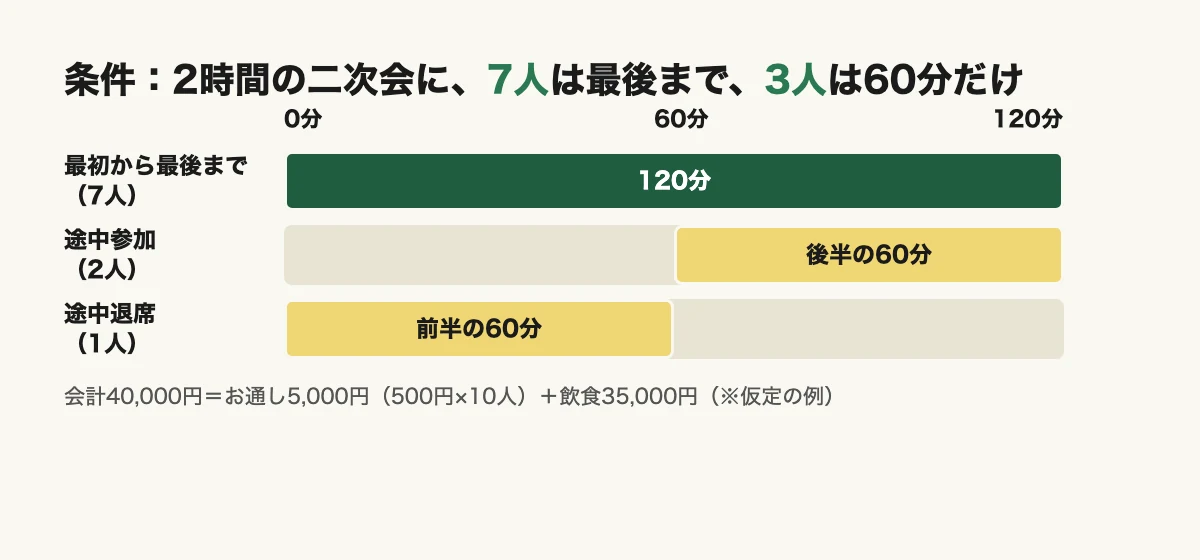 条件：2時間の二次会に、7人は最後まで、3人は60分だけ
0分 60分 120分
最初から最後まで
（7人）
120分
途中参加
（2人）
後半の60分
途中退席
（1人）
前半の60分
会計40,000円＝お通し5,000円（500円×10人）＋飲食35,000円（※仮定の例）